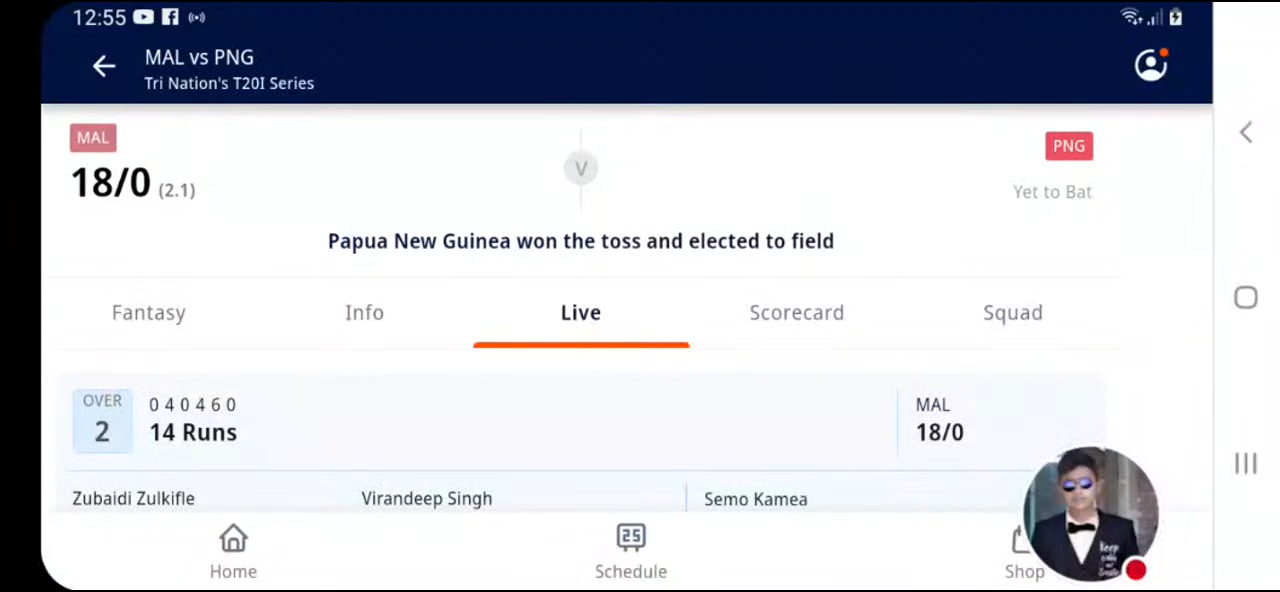 12:55
MAL vs PNG
Tri Nation's T20I Series
MAL
18/0 (2.1)
V
PNG
Yet to Bat
Papua New Guinea won the toss and elected to field
Fantasy Info Live Scorecard Squad
OVER
2
0 4 0 4 6 0
14 Runs
MAL
18/0
Zubaidi Zulkifle Virandeep Singh Semo Kamea
25
Home Schedule Shop
Keep